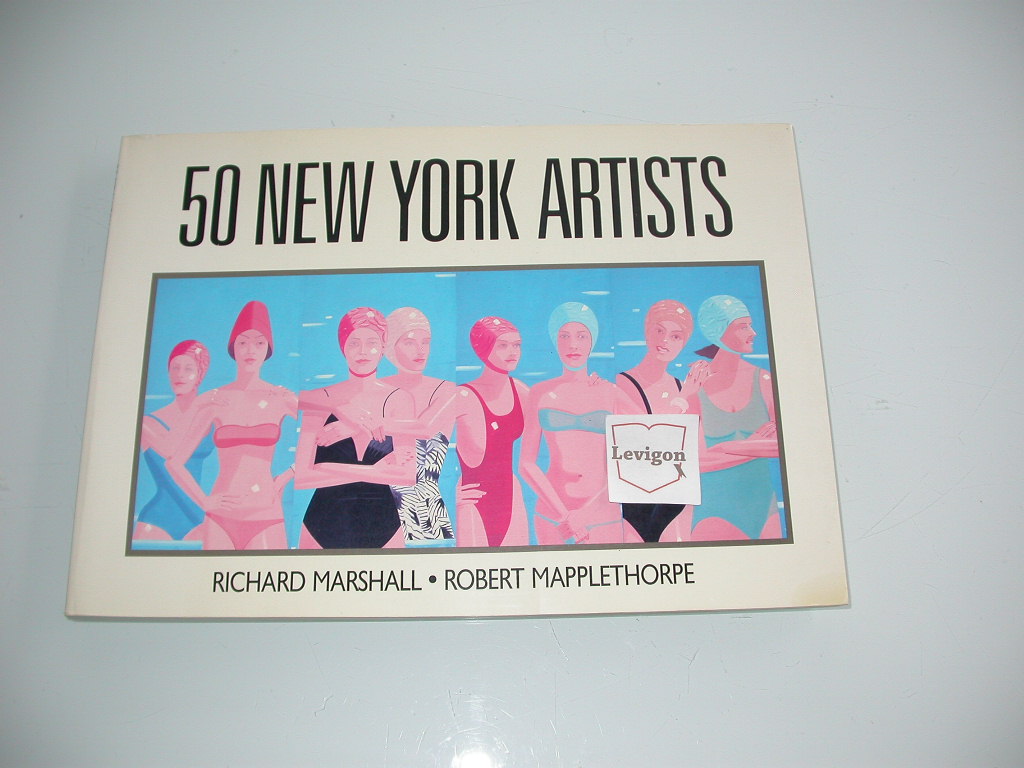 50 NEW YORK ARTISTS
Levigon
RICHARD MARSHALL • ROBERT MAPPLETHORPE